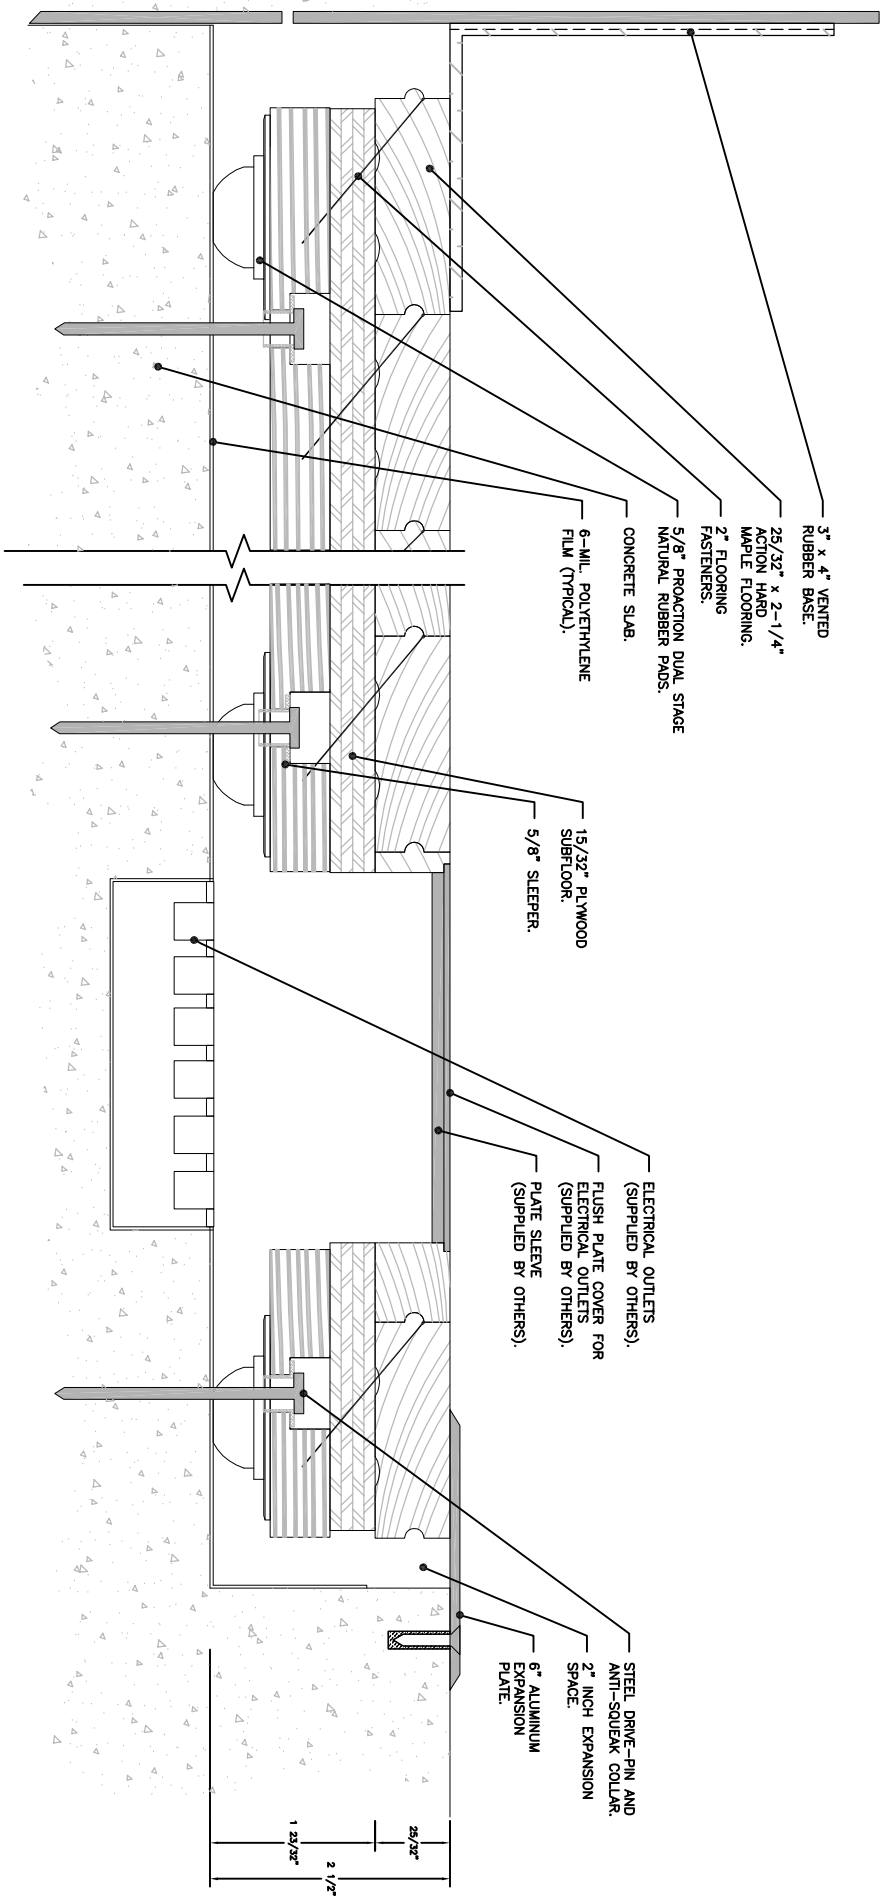 3" x 4" VENTED
RUBBER BASE.
25/32" x 2-1/4"
ACTION HARD
MAPLE FLOORING.
2" FLOORING
FASTENERS.
5/8" PROACTION DUAL STAGE
NATURAL RUBBER PADS.
CONCRETE SLAB.
6-MIL. POLYETHYLENE
FILM (TYPICAL).
15/32" PLYWOOD
SUBFLOOR.
5/8" SLEEPER.
ELECTRICAL OUTLETS
(SUPPLIED BY OTHERS).
FLUSH PLATE COVER FOR
ELECTRICAL OUTLETS
(SUPPLIED BY OTHERS).
PLATE SLEEVE
(SUPPLIED BY OTHERS).
STEEL DRIVE-PIN AND
ANTI-SQUEAK COLLAR.
2" INCH EXPANSION
SPACE.
6" ALUMINUM
EXPANSION
PLATE.
25/32"
1 23/32"
2 1/2"